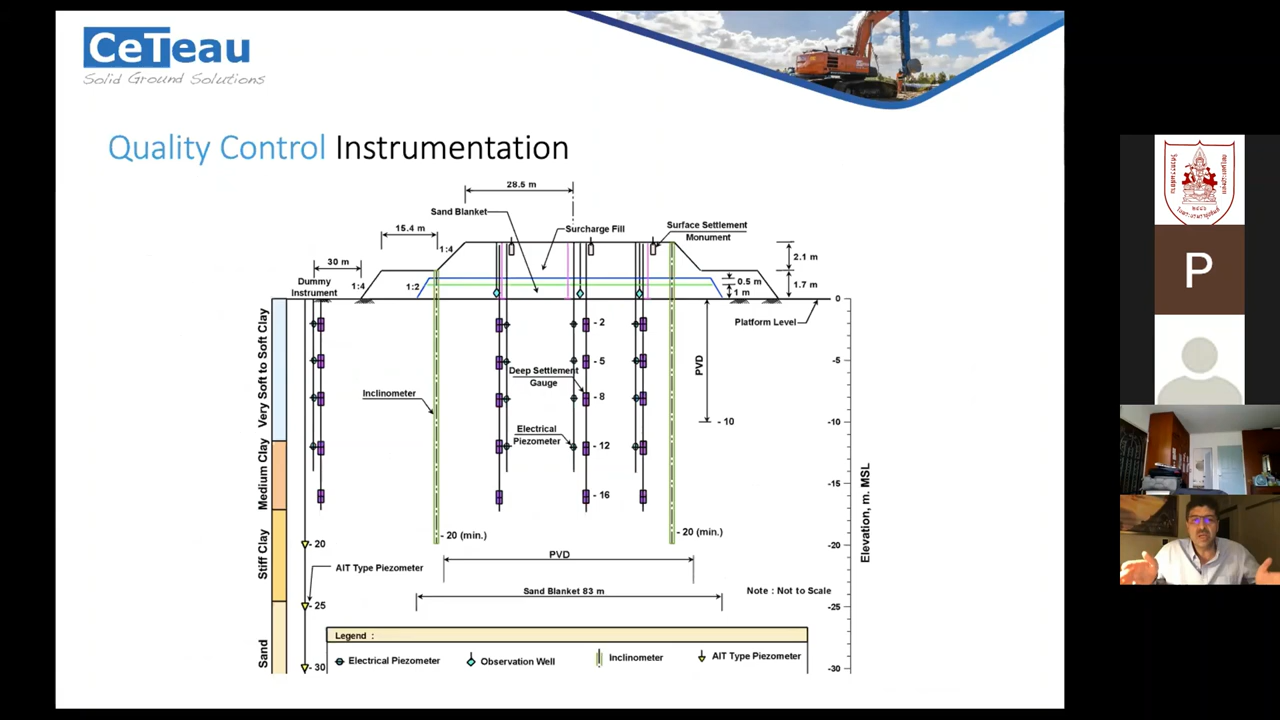 CeTeau
Solid Ground Solutions
Quality Control Instrumentation
28.5 m
Sand Blanket
Surcharge Fill
Surface Settlement
Monument
15.4 m
1:4
30 m
Dummy
Instrument
1:4
1:2
2.1 m
1.7 m
0.5 m
1 m
Platform Level
0
-5
-10
-15
-20
-25
-30
Elevation, m. MSL
Very Soft to Soft Clay
Medium Clay
Stiff Clay
Sand
- 2
- 5
- 8
- 12
- 16
Deep Settlement
Gauge
Inclinometer
Electrical
Piezometer
PVD
- 10
- 20 (min.)
- 20 (min.)
PVD
- 20
AIT Type Piezometer
- 25
- 30
Sand Blanket 83 m
Note : Not to Scale
Legend :
Electrical Piezometer
Observation Well
Inclinometer
AIT Type Piezometer
P